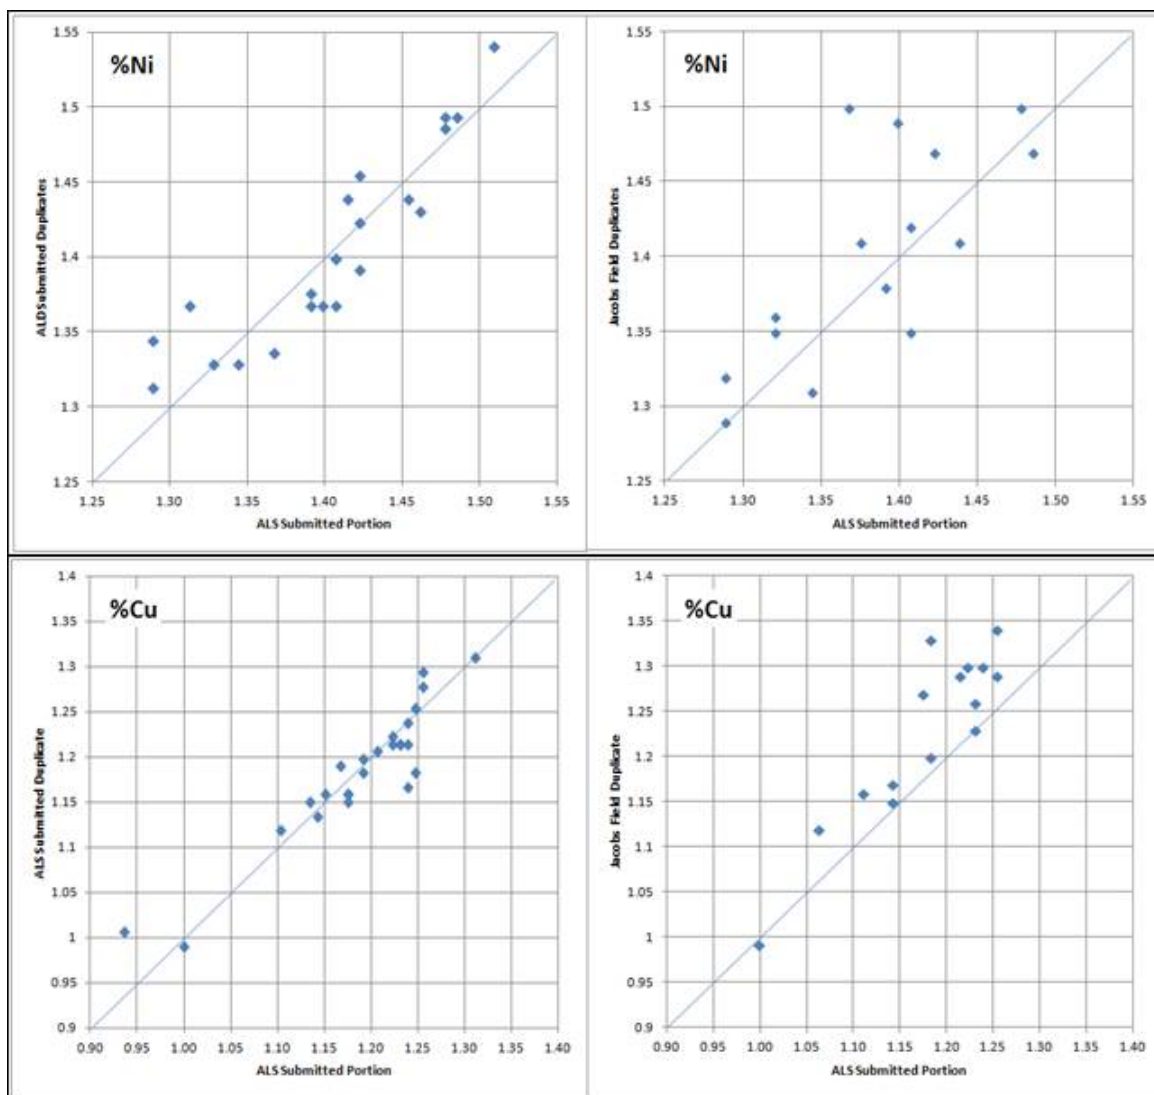 %Ni
1.55
1.5
1.45
1.4
1.35
1.3
1.25
ALD Submitted Duplicates
1.25 1.30 1.35 1.40 1.45 1.50 1.55
ALS Submitted Portion
%Ni
1.55
1.5
1.45
1.4
1.35
1.3
1.25
Jacobs Field Duplicates
1.25 1.30 1.35 1.40 1.45 1.50 1.55
ALS Submitted Portion
%Cu
1.4
1.35
1.3
1.25
1.2
1.15
1.1
1.05
1
0.95
0.9
ALS Submitted Duplicate
0.90 0.95 1.00 1.05 1.10 1.15 1.20 1.25 1.30 1.35 1.40
ALS Submitted Portion
%Cu
1.4
1.35
1.3
1.25
1.2
1.15
1.1
1.05
1
0.95
0.9
Jacobs Field Duplicate
0.90 0.95 1.00 1.05 1.10 1.15 1.20 1.25 1.30 1.35 1.40
ALS Submitted Portion